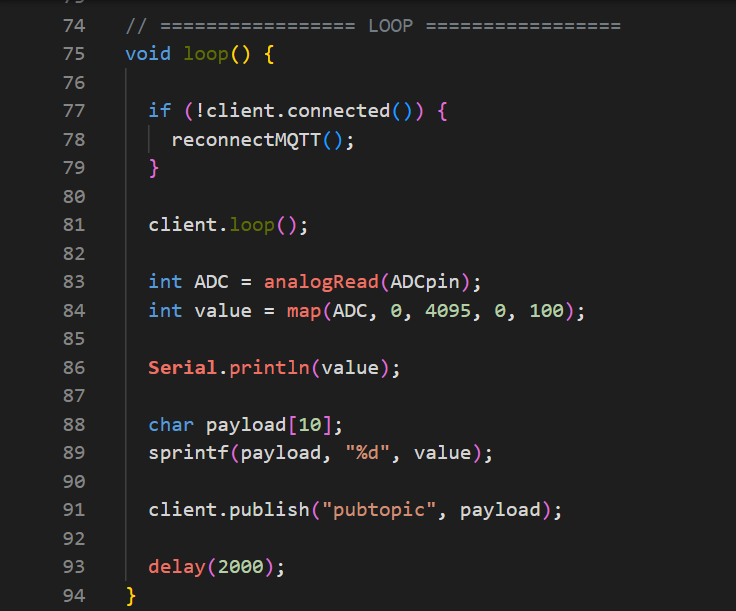 74 // ================= LOOP =================
75 void loop() {
76
77 if (!client.connected()) {
78 reconnectMQTT();
79 }
80
81 client.loop();
82
83 int ADC = analogRead(ADCpin);
84 int value = map(ADC, 0, 4095, 0, 100);
85
86 Serial.println(value);
87
88 char payload[10];
89 sprintf(payload, "%d", value);
90
91 client.publish("pubtopic", payload);
92
93 delay(2000);
94 }